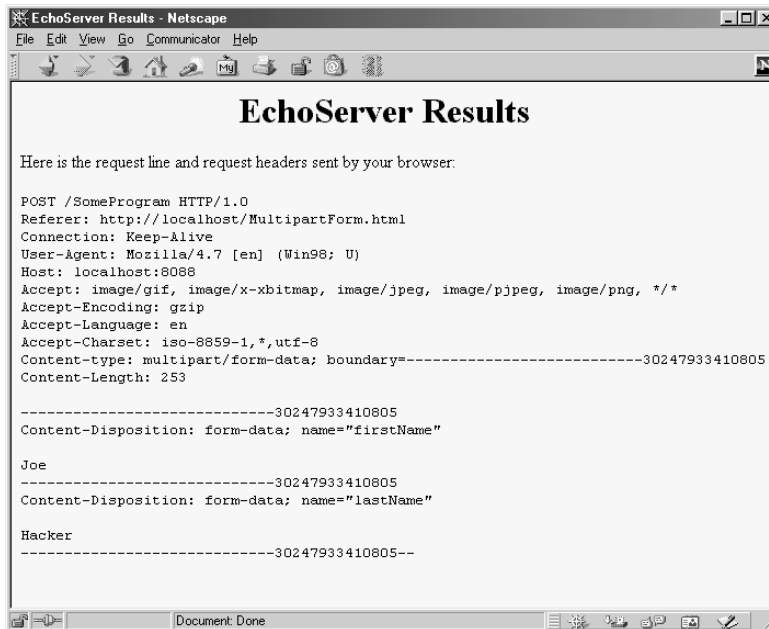 EchoServer Results - Netscape
File Edit View Go Communicator Help
My
N
EchoServer Results
Here is the request line and request headers sent by your browser:
POST /SomeProgram HTTP/1.0
Referer: http://localhost/MultipartForm.html
Connection: Keep-Alive
User-Agent: Mozilla/4.7 [en] (Win98; U)
Host: localhost:8088
Accept: image/gif, image/x-xbitmap, image/jpeg, image/pjpeg, image/png, */*
Accept-Encoding: gzip
Accept-Language: en
Accept-Charset: iso-8859-1,*,utf-8
Content-type: multipart/form-data; boundary=---------------------------30247933410805
Content-Length: 253
-----------------------------30247933410805
Content-Disposition: form-data; name="firstName"
Joe
-----------------------------30247933410805
Content-Disposition: form-data; name="lastName"
Hacker
-----------------------------30247933410805--
Document: Done